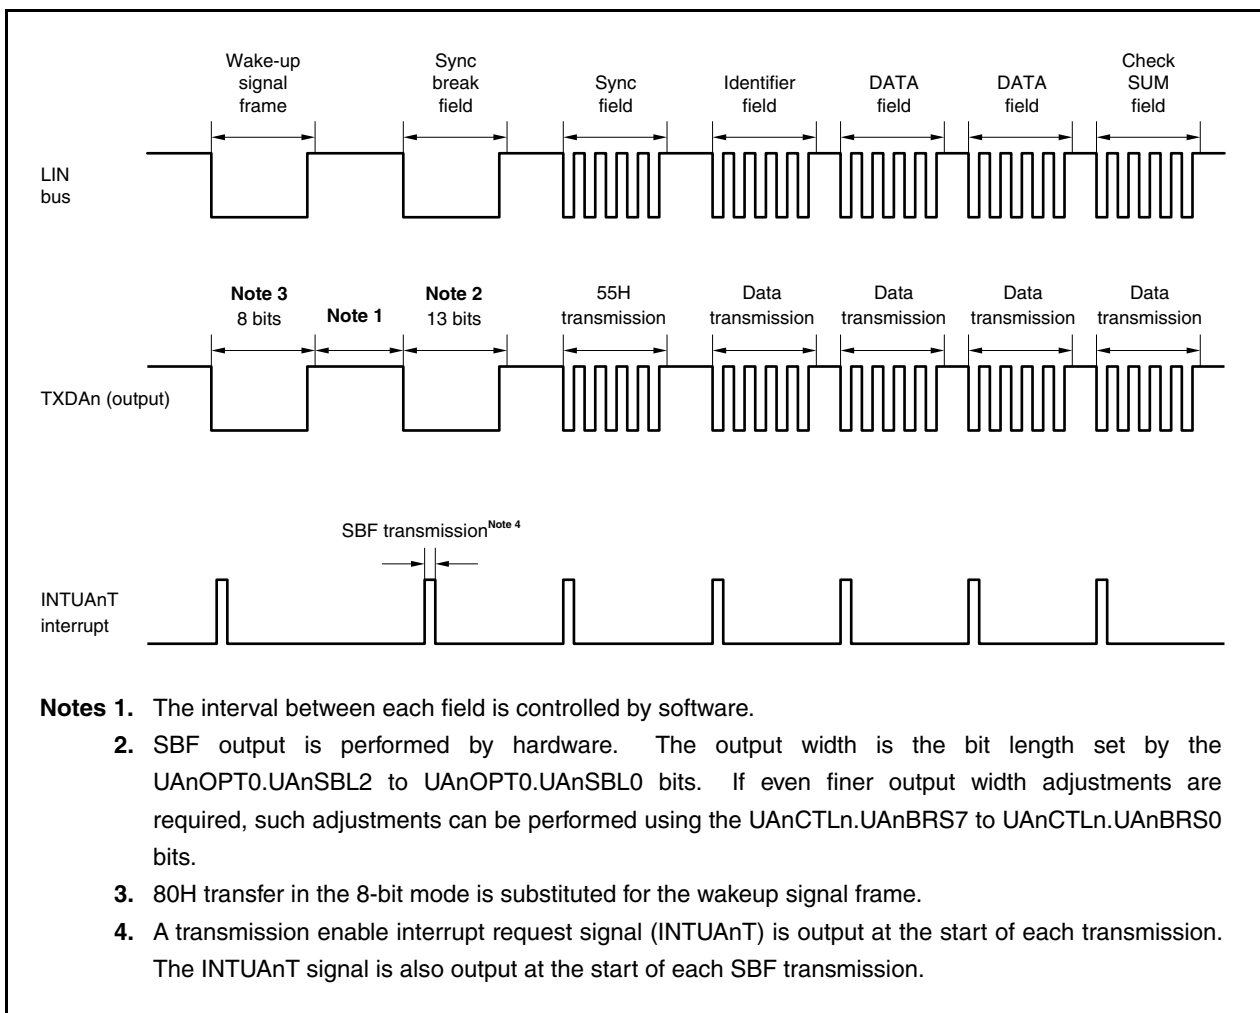 Wake-up
signal
frame
Sync
break
field
Sync
field
Identifier
field
DATA
field
DATA
field
Check
SUM
field
LIN
bus
Note 3
8 bits
Note 1
Note 2
13 bits
55H
transmission
Data
transmission
Data
transmission
Data
transmission
Data
transmission
TXDAn (output)
SBF transmission Note 4
INTUAnT
interrupt
Notes 1. The interval between each field is controlled by software.
2. SBF output is performed by hardware. The output width is the bit length set by the
UAnOPT0.UAnSBL2 to UAnOPT0.UAnSBL0 bits. If even finer output width adjustments are
required, such adjustments can be performed using the UAnCTLn.UAnBRS7 to UAnCTLn.UAnBRS0
bits.
3. 80H transfer in the 8-bit mode is substituted for the wakeup signal frame.
4. A transmission enable interrupt request signal (INTUAnT) is output at the start of each transmission.
The INTUAnT signal is also output at the start of each SBF transmission.